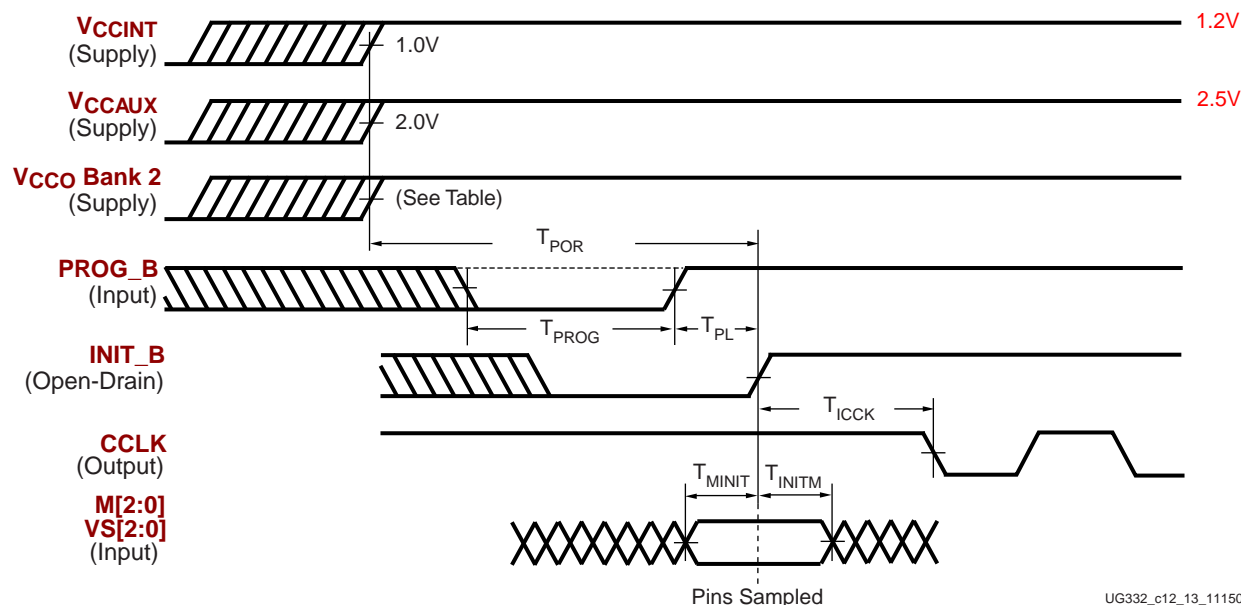 VCCINT
(Supply)
1.0V
1.2V
VCCAUX
(Supply)
2.0V
2.5V
VCCO Bank 2
(Supply)
(See Table)
TPOR
PROG_B
(Input)
TPROG
TPL
INIT_B
(Open-Drain)
TICCK
CCLK
(Output)
TMINIT
TINITM
M[2:0]
VS[2:0]
(Input)
Pins Sampled
UG332_c12_13_11150